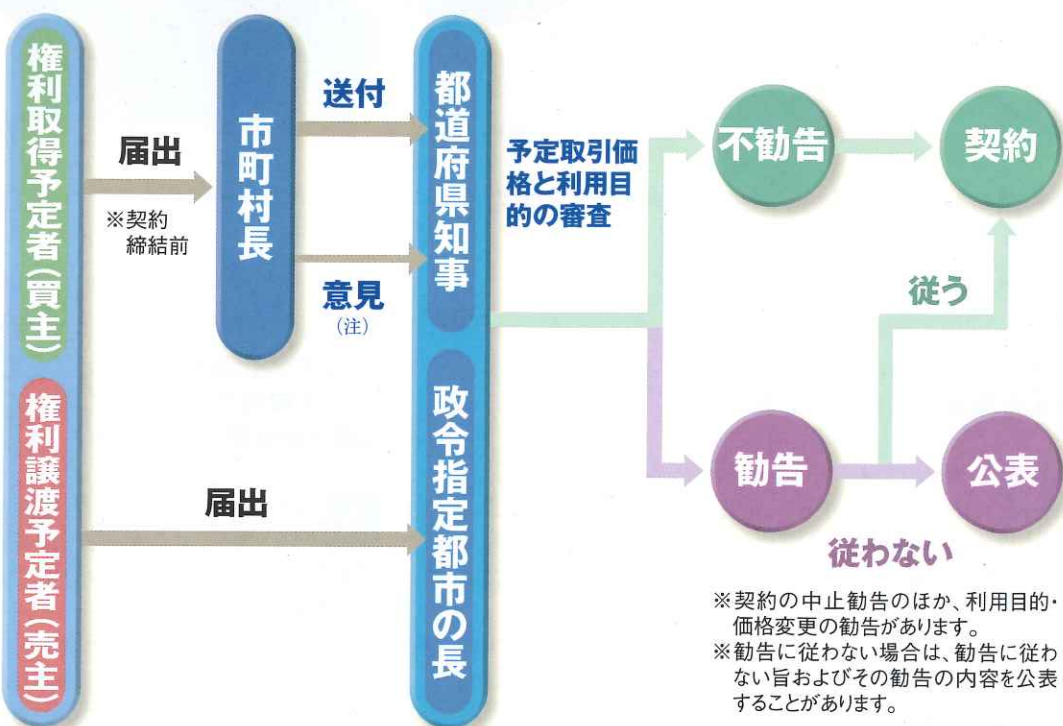 権利取得予定者(買主)
権利譲渡予定者(売主)
届出
※契約
締結前
市町村長
送付
意見
(注)
届出
都道府県知事
政令指定都市の長
予定取引価
格と利用目
的の審査
不勧告
契約
従う
勧告
公表
従わない
※契約の中止勧告のほか、利用目的・
価格変更の勧告があります。
※勧告に従わない場合は、勧告に従わ
ない旨およびその勧告の内容を公表
することがあります。